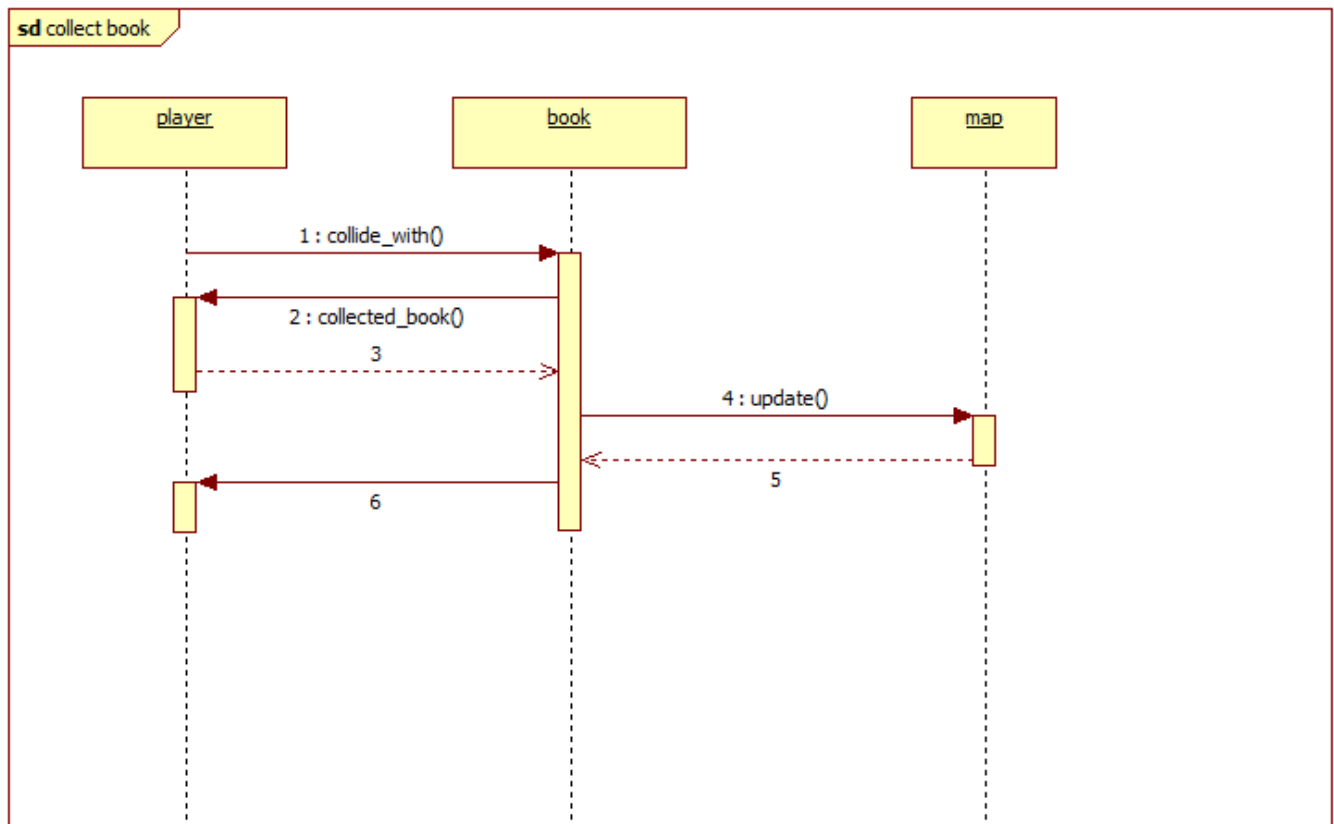 sd collect book
player
book
map
1 : collide_with()
2 : collected_book()
3
4 : update()
5
6